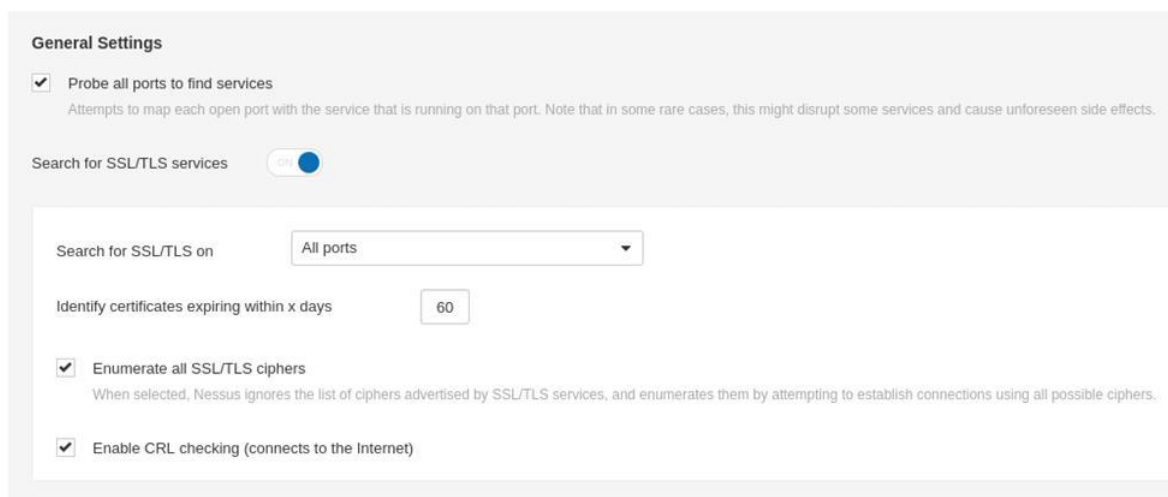 General Settings
Probe all ports to find services
Attempts to map each open port with the service that is running on that port. Note that in some rare cases, this might disrupt some services and cause unforeseen side effects.
Search for SSL/TLS services ON
Search for SSL/TLS on All ports
Identify certificates expiring within x days 60
Enumerate all SSL/TLS ciphers
When selected, Nessus ignores the list of ciphers advertised by SSL/TLS services, and enumerates them by attempting to establish connections using all possible ciphers.
Enable CRL checking (connects to the Internet)